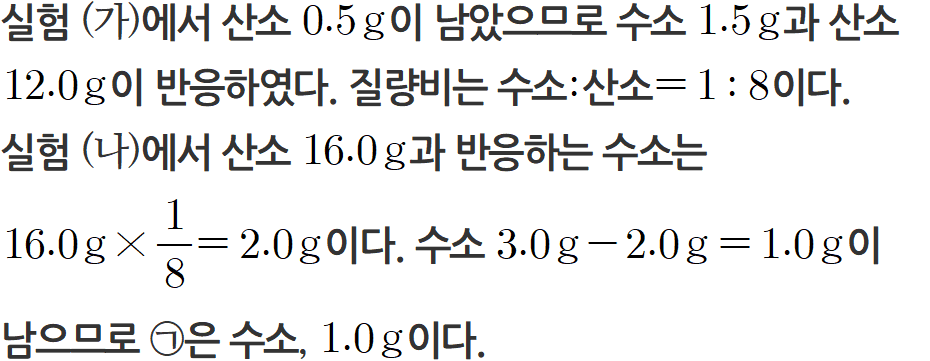 실험 (가)에서 산소 0.5 g이 남았으므로 수소 1.5 g과 산소
12.0 g이 반응하였다. 질량비는 수소:산소= 1 : 8이다.
실험 (나)에서 산소 16.0 g과 반응하는 수소는
16.0 g × 1/8 = 2.0 g이다. 수소 3.0 g − 2.0 g = 1.0 g이
남으므로 ㉠은 수소, 1.0 g이다.